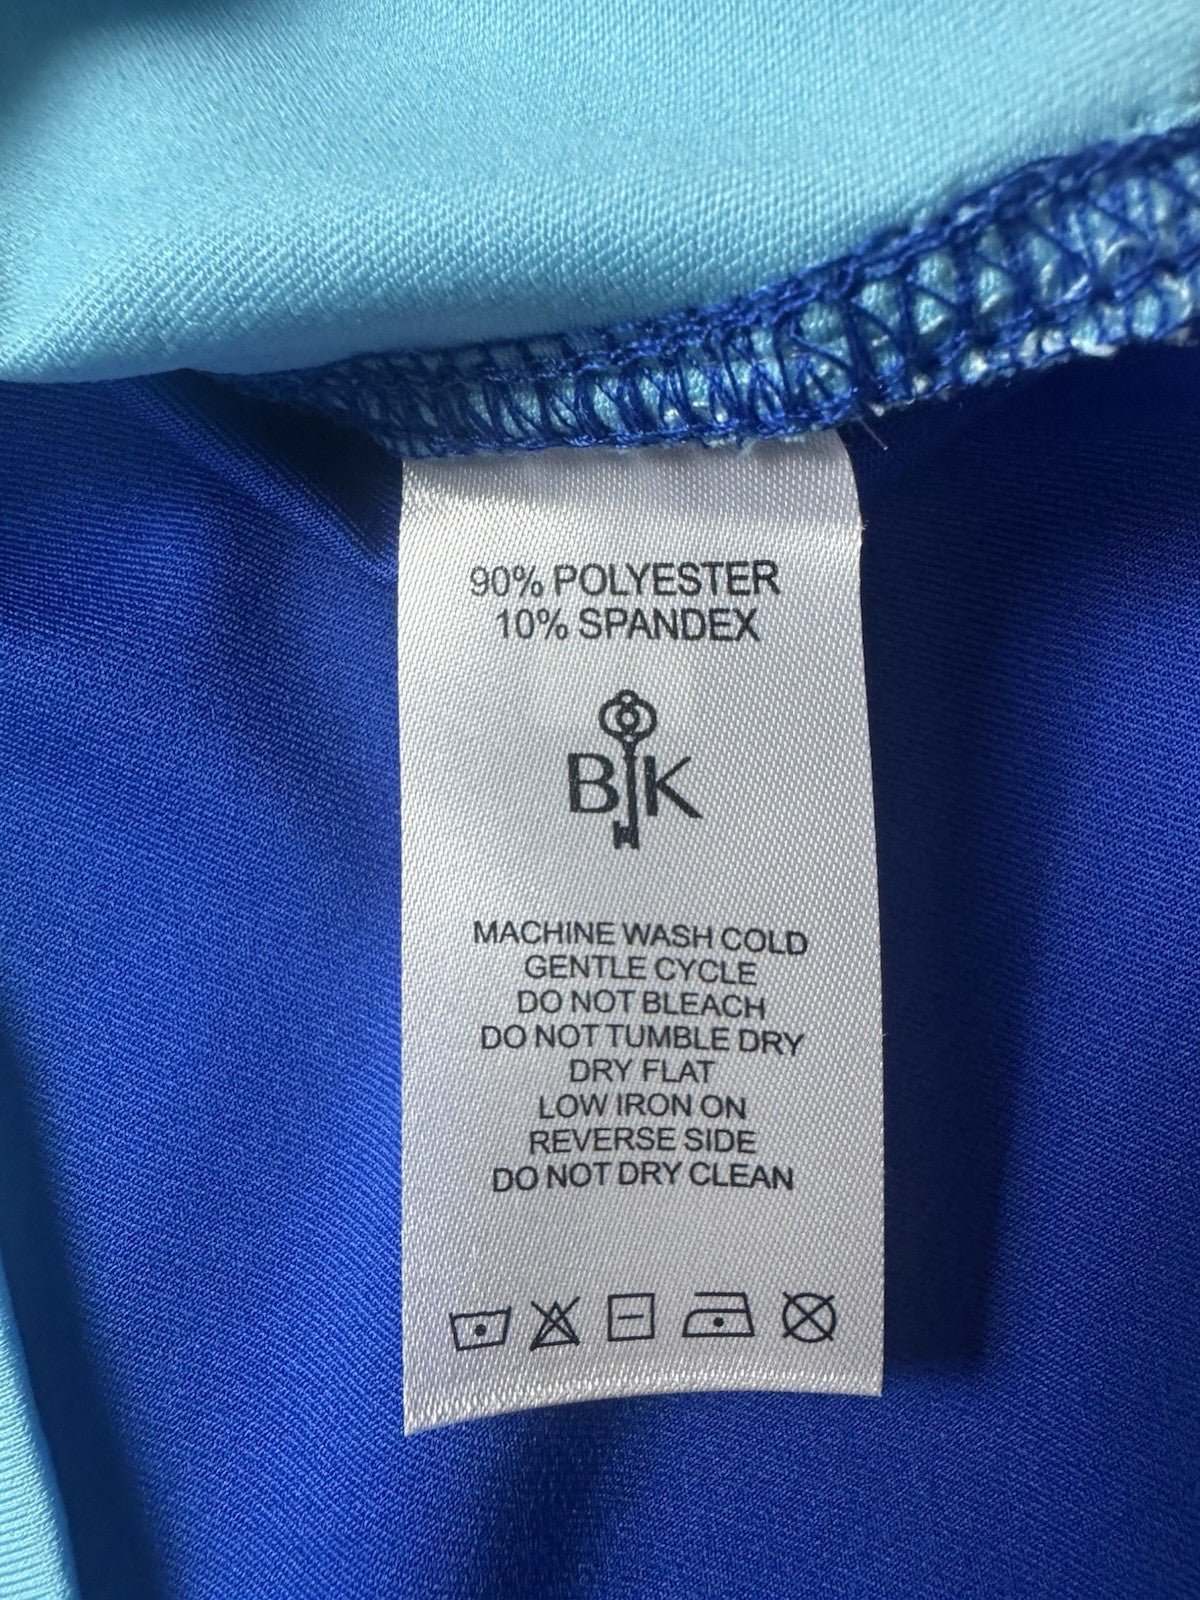 90% POLYESTER
10% SPANDEX
B K
MACHINE WASH COLD
GENTLE CYCLE
DO NOT BLEACH
DO NOT TUMBLE DRY
DRY FLAT
LOW IRON ON
REVERSE SIDE
DO NOT DRY CLEAN